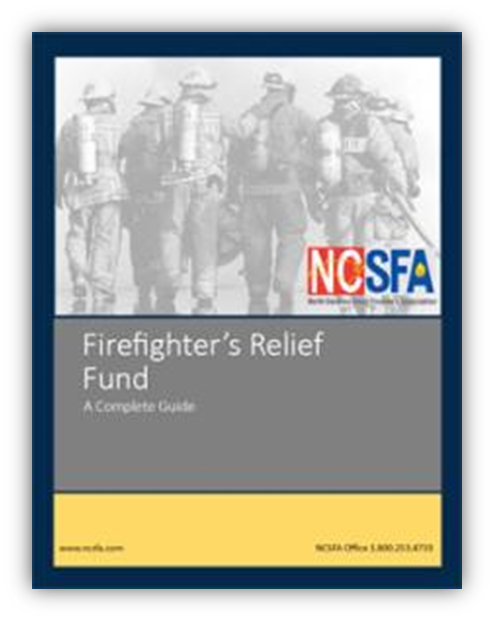 NCSFA
Firefighter's Relief
Fund
A Complete Guide
www.ncsfa.com
NCSFA Office 1.800.253.4733